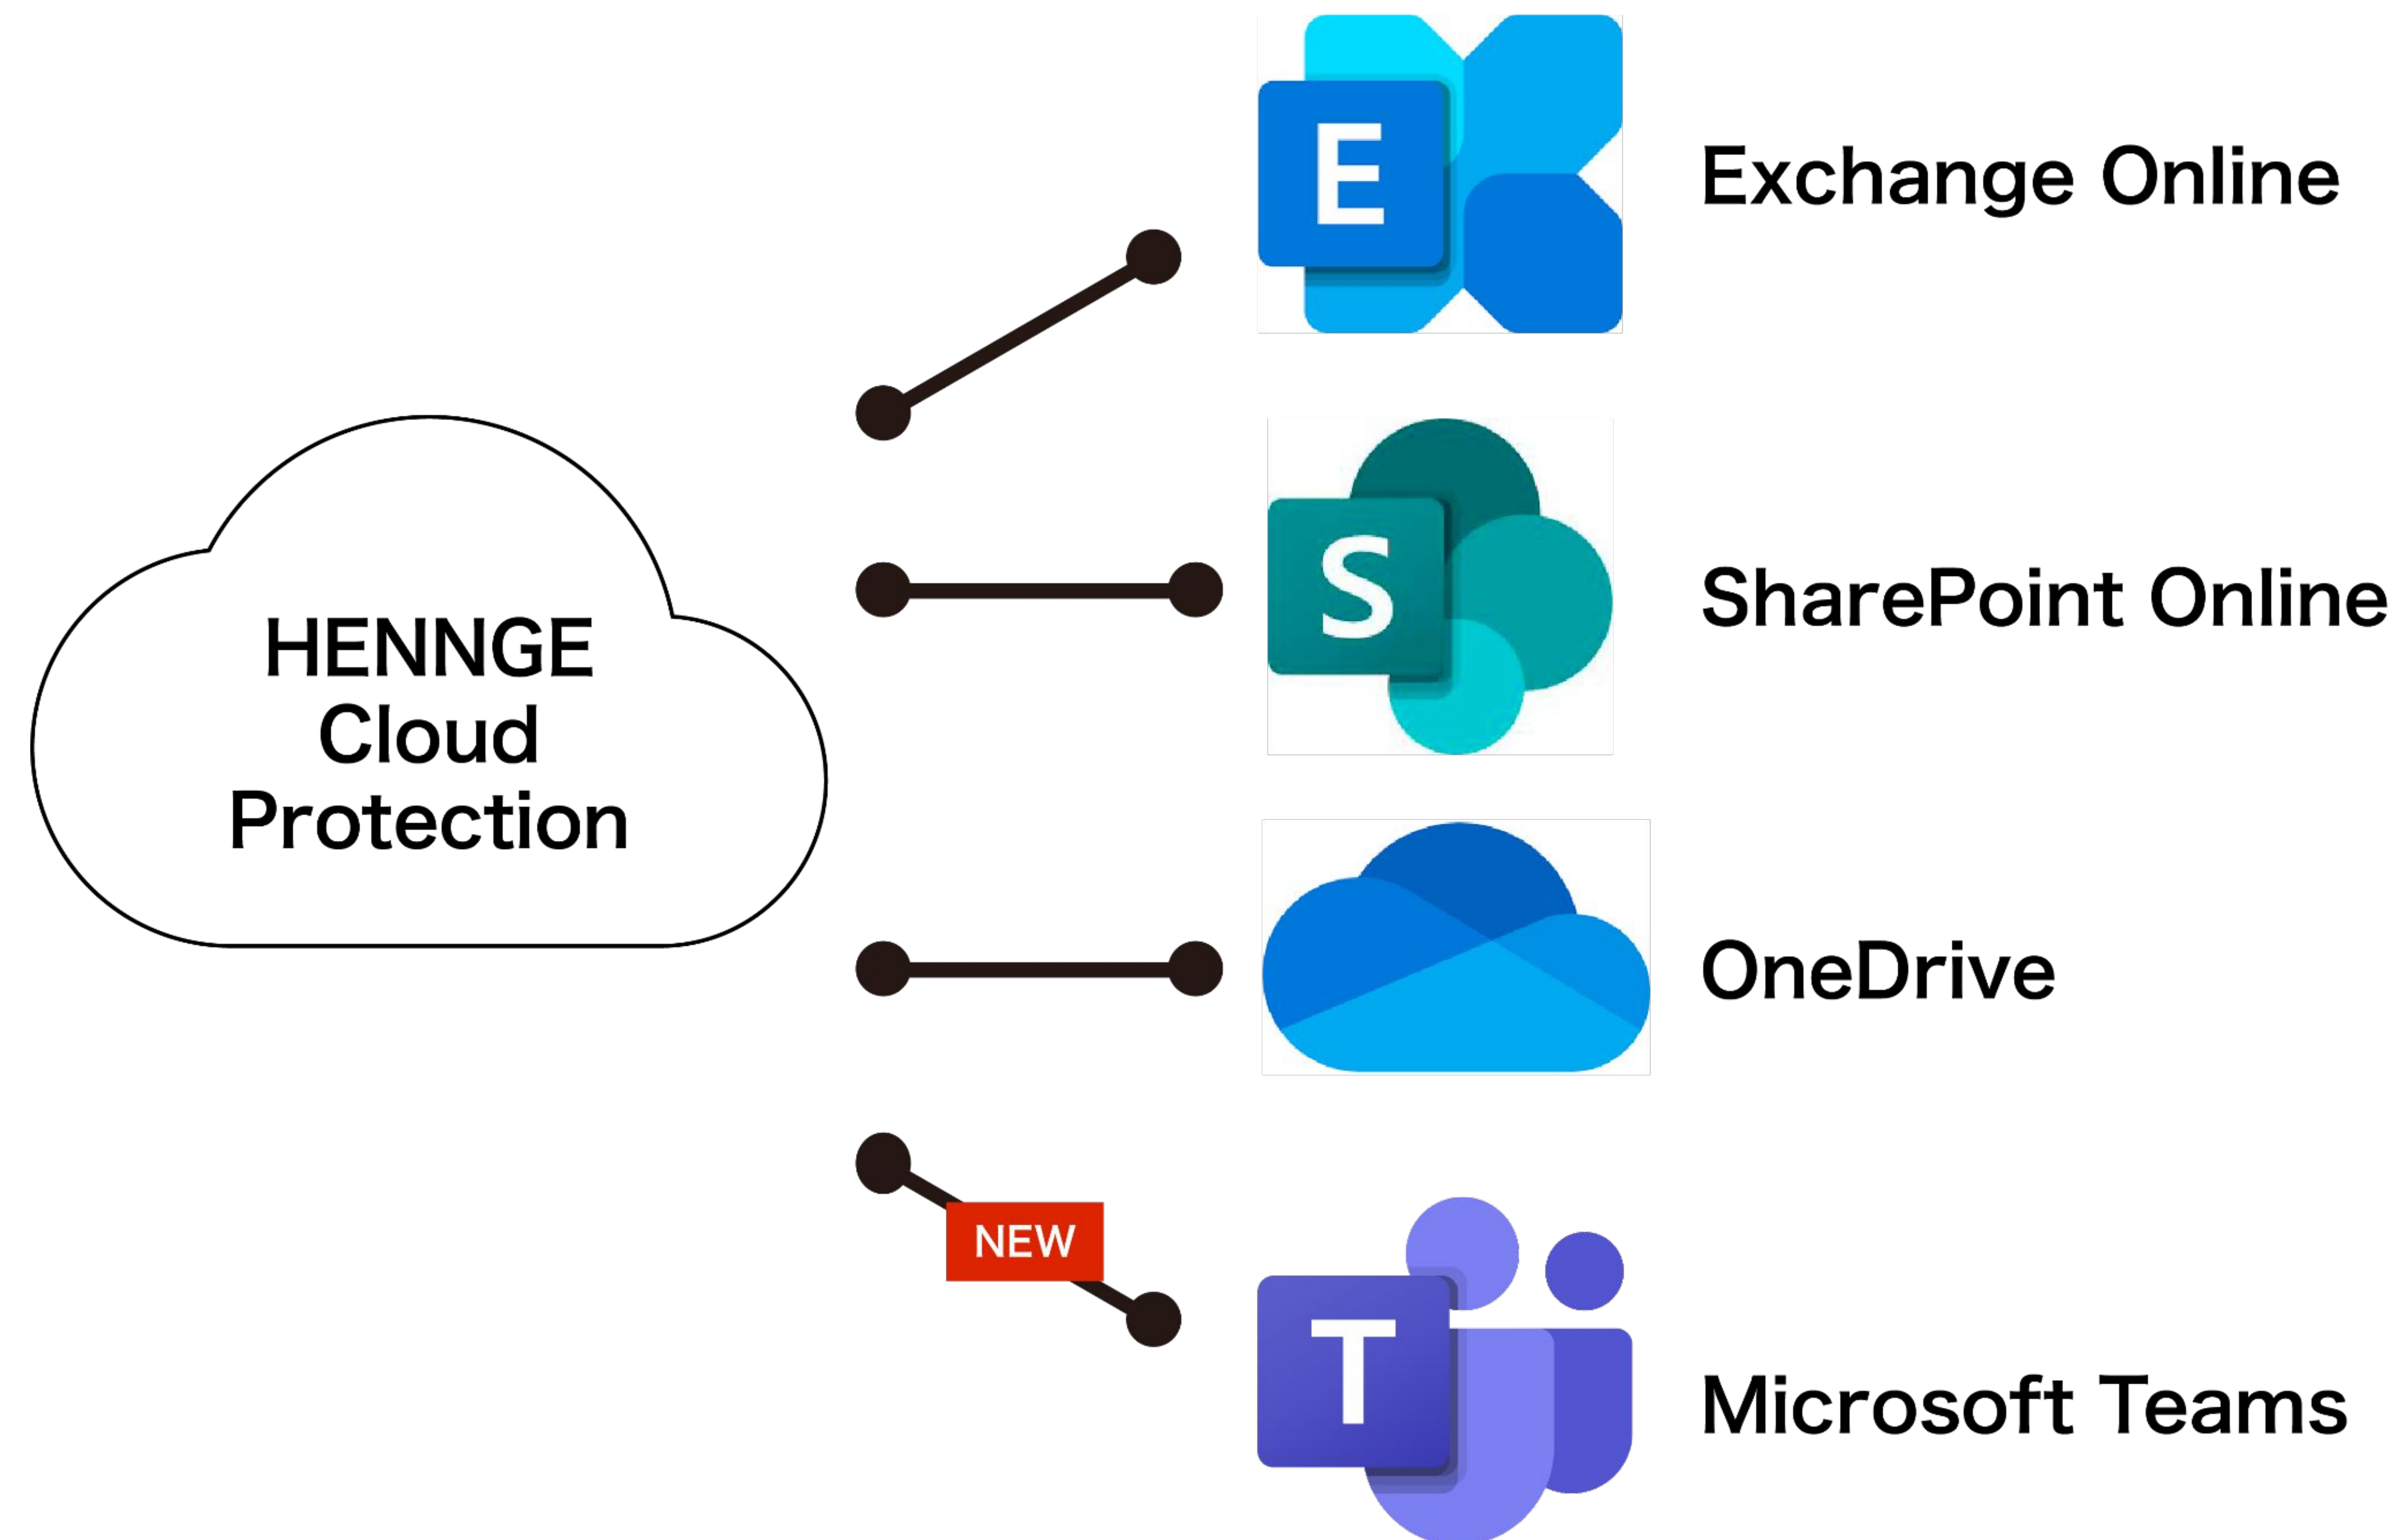 E
Exchange Online
S
SharePoint Online
HENNGE
Cloud
Protection
OneDrive
NEW
T
Microsoft Teams